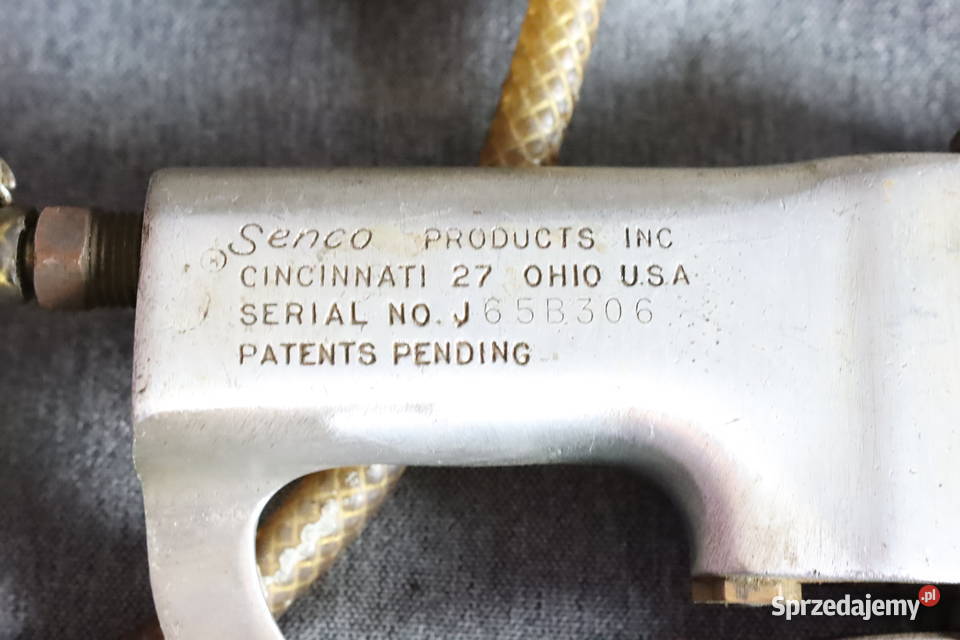 Senco PRODUCTS INC
CINCINNATI 27 OHIO U.S.A
SERIAL NO. J65B306
PATENTS PENDING
Sprzedajemy.pl